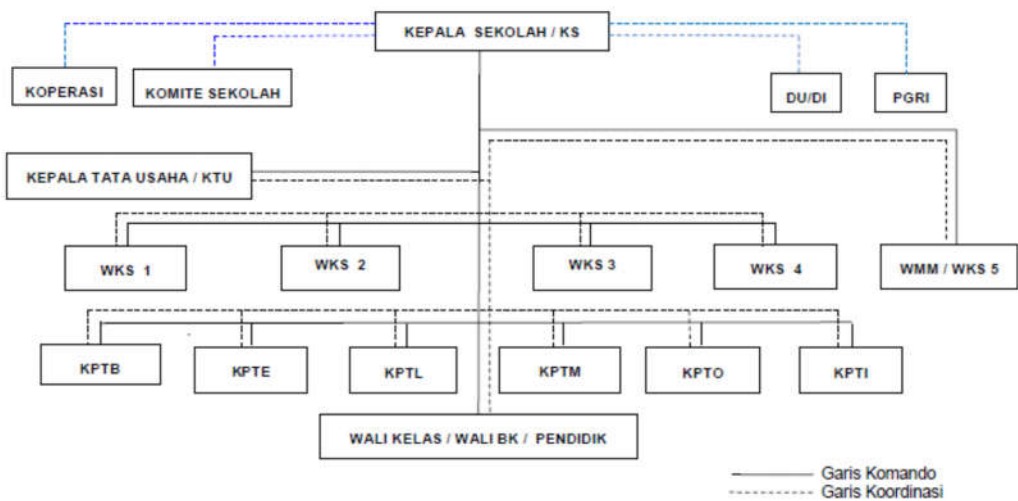 KEPALA SEKOLAH / KS
KOPERASI
KOMITE SEKOLAH
DU/DI
PGRI
KEPALA TATA USAHA / KTU
WKS 1
WKS 2
WKS 3
WKS 4
WMM / WKS 5
KPTB
KPTE
KPTL
KPTM
KPTO
KPTI
WALI KELAS / WALI BK / PENDIDIK
Garis Komando
Garis Koordinasi